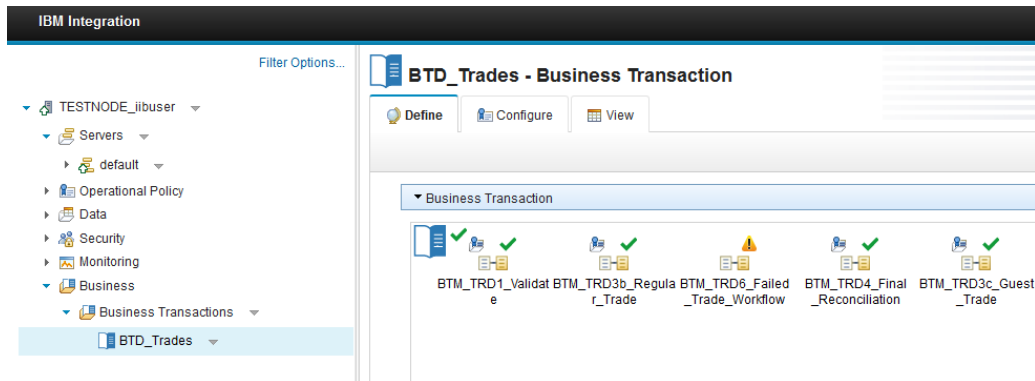 IBM Integration
Filter Options...
TESTNODE_iibuser
Servers
default
Operational Policy
Data
Security
Monitoring
Business
Business Transactions
BTD_Trades
BTD_Trades - Business Transaction
Define
Configure
View
Business Transaction
BTM_TRD1_Validat
e
BTM_TRD3b_Regula
r_Trade
BTM_TRD6_Failed
_Trade_Workflow
BTM_TRD4_Final
_Reconciliation
BTM_TRD3c_Guest
_Trade